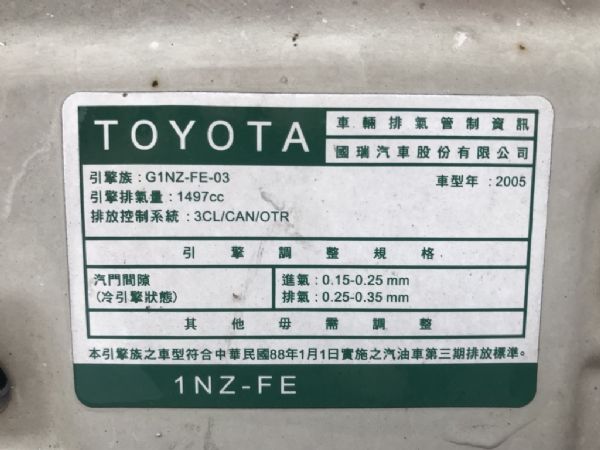 TOYOTA
車輛排氣管制資訊
國瑞汽車股份有限公司
引擎族：G1NZ-FE-03
車型年：2005
引擎排氣量：1497cc
排放控制系統：3CL/CAN/OTR
引擎調整規格
汽門間隙
(冷引擎狀態)
進氣：0.15-0.25 mm
排氣：0.25-0.35 mm
其他毋需調整
本引擎族之車型符合中華民國88年1月1日實施之汽油車第三期排放標準。
1NZ-FE